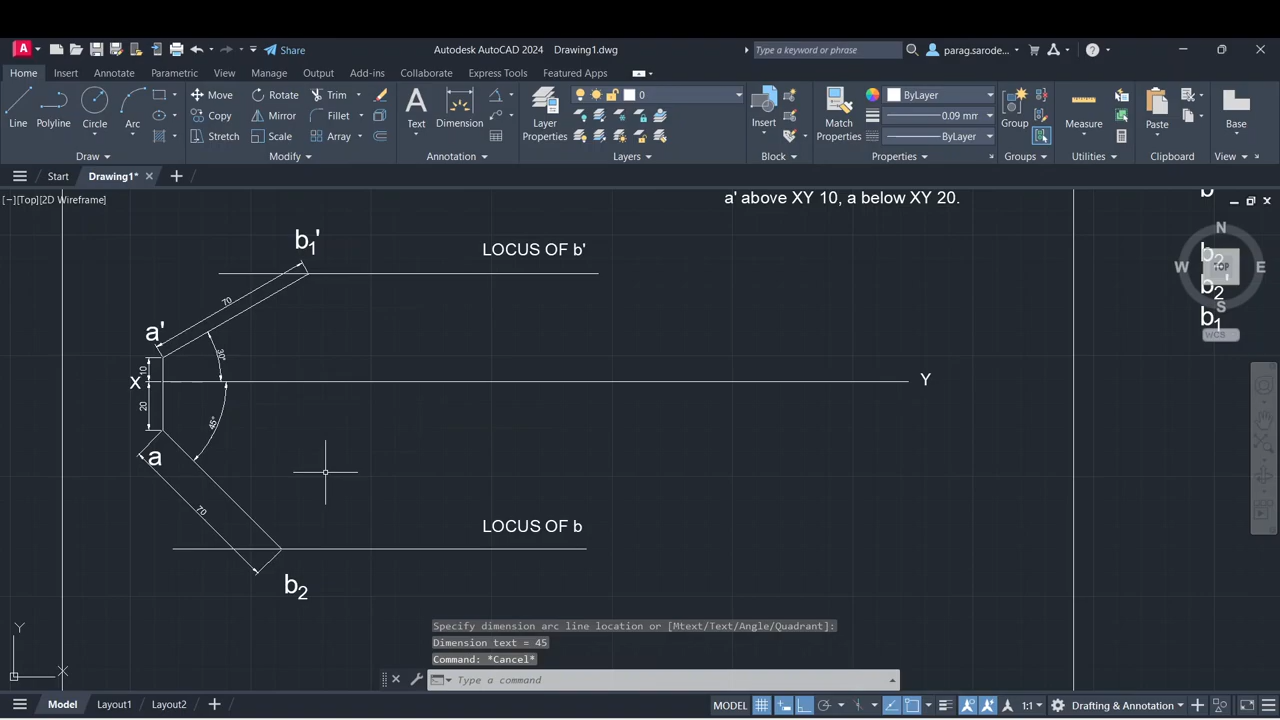 Share
Autodesk AutoCAD 2024 Drawing1.dwg
Type a keyword or phrase
parag.sarode...
Home Insert Annotate Parametric View Manage Output Add-ins Collaborate Express Tools Featured Apps
Line Polyline Circle Arc
Move Rotate Trim
Copy Mirror Fillet
Stretch Scale Array
Text Dimension
Layer Properties
0
Insert
Match Properties
ByLayer
0.09 mm
ByLayer
Group
Measure
Paste
Base
Draw Modify Annotation Layers Block Properties Groups Utilities Clipboard View
Start Drawing1*
[−][Top][2D Wireframe]
a' above XY 10, a below XY 20.
b
N
W TOP E
S
WCS
b2
b2'
b1
b1'
LOCUS OF b'
70
a'
30°
10
X
Y
20
45°
a
70
LOCUS OF b
b2
Y
X
Specify dimension arc line location or [Mtext/Text/Angle/Quadrant]:
Dimension text = 45
Command: *Cancel*
Type a command
Model Layout1 Layout2
MODEL
1:1
Drafting & Annotation